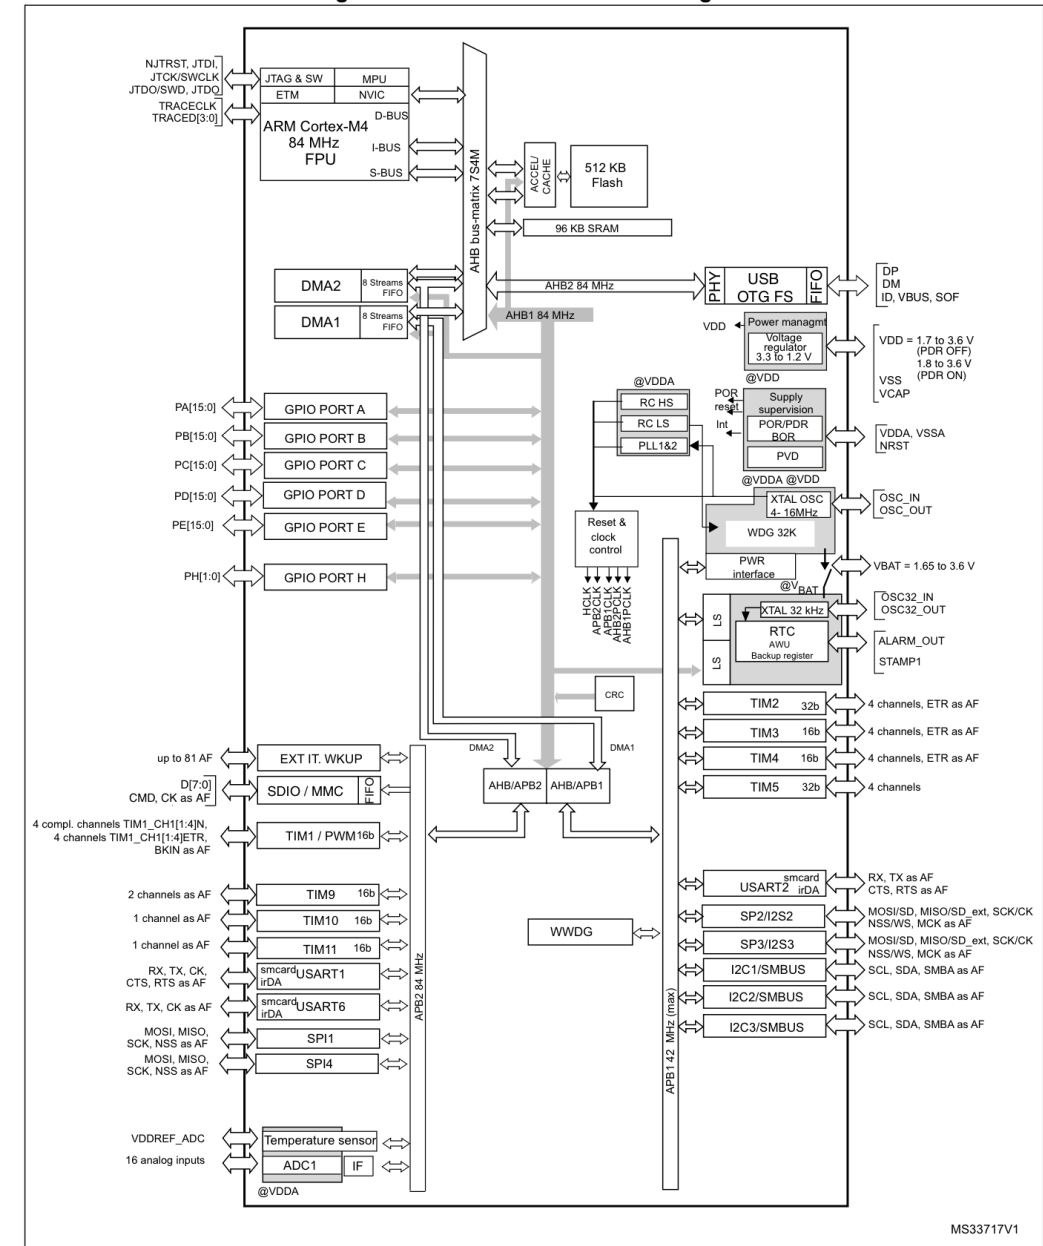 NJTRST, JTDI,
JTCK/SWCLK
JTDO/SWD, JTDO
TRACECLK
TRACED[3:0]
JTAG & SW
MPU
ETM
NVIC
D-BUS
ARM Cortex-M4
84 MHz
FPU
I-BUS
S-BUS
AHB bus-matrix 7S4M
ACCEL/
CACHE
512 KB
Flash
96 KB SRAM
DMA2
8 Streams
FIFO
DMA1
8 Streams
FIFO
AHB2 84 MHz
AHB1 84 MHz
PHY
USB
OTG FS
FIFO
DP
DM
ID, VBUS, SOF
VDD
Power managmt
Voltage
regulator
3.3 to 1.2 V
@VDD
VDD = 1.7 to 3.6 V
(PDR OFF)
1.8 to 3.6 V
(PDR ON)
VSS
VCAP
@VDDA
RC HS
RC LS
PLL1&2
POR
reset
Int
Supply
supervision
POR/PDR
BOR
PVD
VDDA, VSSA
NRST
@VDDA @VDD
XTAL OSC
4- 16MHz
OSC_IN
OSC_OUT
WDG 32K
PWR
interface
VBAT = 1.65 to 3.6 V
@VBAT
PA[15:0]
GPIO PORT A
PB[15:0]
GPIO PORT B
PC[15:0]
GPIO PORT C
PD[15:0]
GPIO PORT D
PE[15:0]
GPIO PORT E
PH[1:0]
GPIO PORT H
Reset &
clock
control
HCLK
APB2CLK
APB1CLK
AHB2PCLK
AHB1PCLK
LS
LS
XTAL 32 kHz
RTC
AWU
Backup register
OSC32_IN
OSC32_OUT
ALARM_OUT
STAMP1
CRC
DMA2
DMA1
AHB/APB2
AHB/APB1
TIM2
32b
4 channels, ETR as AF
TIM3
16b
4 channels, ETR as AF
TIM4
16b
4 channels, ETR as AF
TIM5
32b
4 channels
up to 81 AF
EXT IT. WKUP
D[7:0]
CMD, CK as AF
SDIO / MMC
FIFO
4 compl. channels TIM1_CH1[1:4]N,
4 channels TIM1_CH1[1:4]ETR,
BKIN as AF
TIM1 / PWM
16b
2 channels as AF
TIM9
16b
1 channel as AF
TIM10
16b
1 channel as AF
TIM11
16b
RX, TX, CK,
CTS, RTS as AF
smcard
irDA
USART1
RX, TX, CK as AF
smcard
irDA
USART6
MOSI, MISO,
SCK, NSS as AF
SPI1
MOSI, MISO,
SCK, NSS as AF
SPI4
VDDREF_ADC
Temperature sensor
16 analog inputs
ADC1
IF
@VDDA
APB2 84 MHz
WWDG
APB1 42 MHz (max)
USART2
smcard
irDA
RX, TX as AF
CTS, RTS as AF
SP2/I2S2
MOSI/SD, MISO/SD_ext, SCK/CK
NSS/WS, MCK as AF
SP3/I2S3
MOSI/SD, MISO/SD_ext, SCK/CK
NSS/WS, MCK as AF
I2C1/SMBUS
SCL, SDA, SMBA as AF
I2C2/SMBUS
SCL, SDA, SMBA as AF
I2C3/SMBUS
SCL, SDA, SMBA as AF
MS33717V1